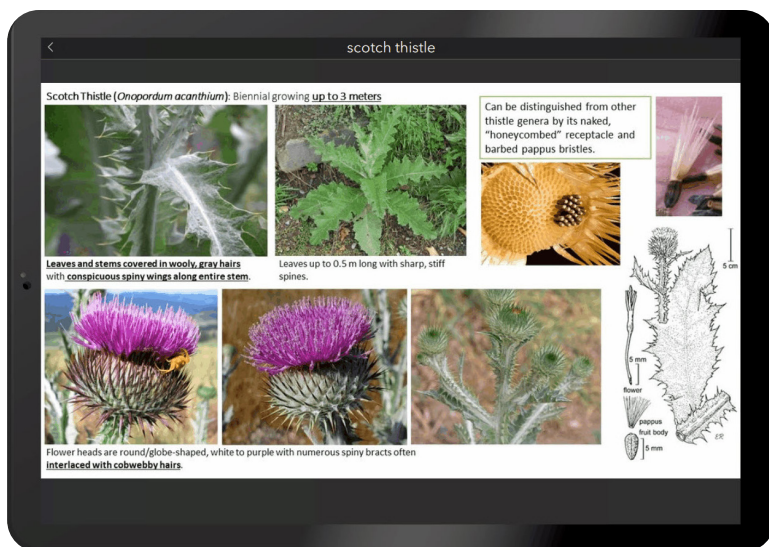 scotch thistle
Scotch Thistle (Onopordum acanthium): Biennial growing up to 3 meters
Can be distinguished from other
thistle genera by its naked,
"honeycombed" receptacle and
barbed pappus bristles.
Leaves and stems covered in wooly, gray hairs
with conspicuous spiny wings along entire stem.
Leaves up to 0.5 m long with sharp, stiff
spines.
5 cm
5 mm
flower
pappus
fruit body
5 mm
Flower heads are round/globe-shaped, white to purple with numerous spiny bracts often
interlaced with cobwebby hairs.